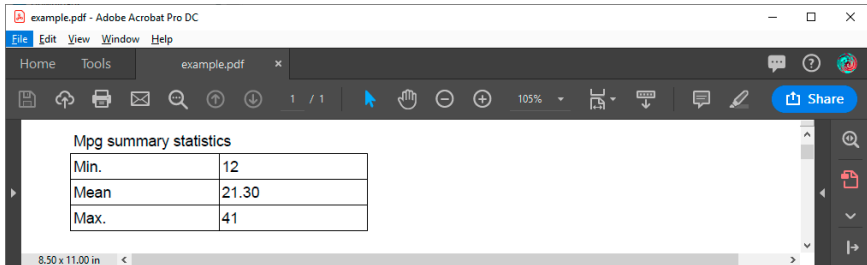 example.pdf - Adobe Acrobat Pro DC
File Edit View Window Help
Home Tools example.pdf ×
1 / 1 105% Share
Mpg summary statistics
Min. 12
Mean 21.30
Max. 41
8.50 x 11.00 in